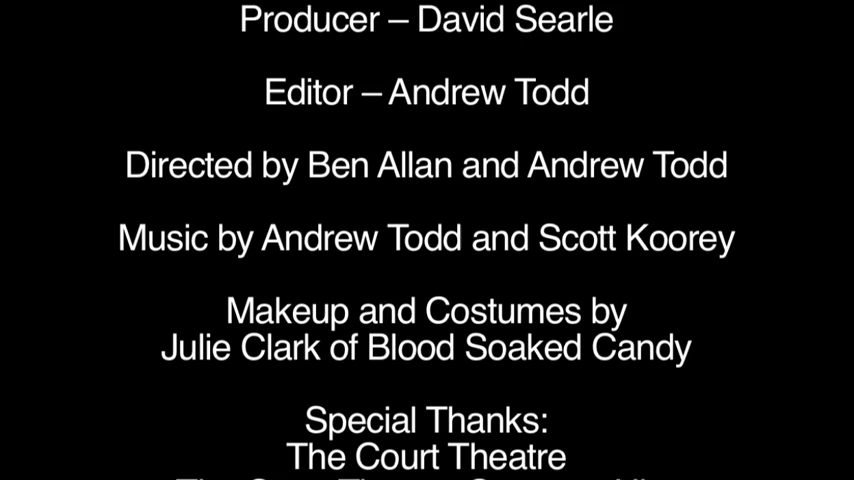 Producer – David Searle
Editor – Andrew Todd
Directed by Ben Allan and Andrew Todd
Music by Andrew Todd and Scott Koorey
Makeup and Costumes by
Julie Clark of Blood Soaked Candy
Special Thanks:
The Court Theatre